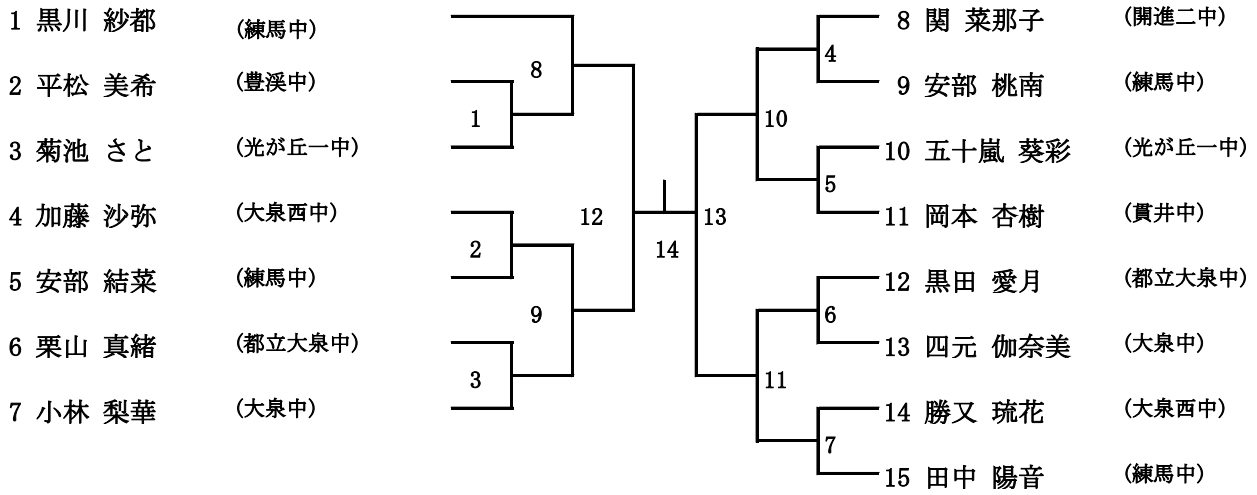 1 黒川 紗都 (練馬中)
2 平松 美希 (豊渓中)
3 菊池 さと (光が丘一中)
4 加藤 沙弥 (大泉西中)
5 安部 結菜 (練馬中)
6 栗山 真緒 (都立大泉中)
7 小林 梨華 (大泉中)
8
1
2
9
3
12
14
13
10
4
5
11
6
7
8 関 菜那子 (開進二中)
9 安部 桃南 (練馬中)
10 五十嵐 葵彩 (光が丘一中)
11 岡本 杏樹 (貫井中)
12 黒田 愛月 (都立大泉中)
13 四元 伽奈美 (大泉中)
14 勝又 琉花 (大泉西中)
15 田中 陽音 (練馬中)